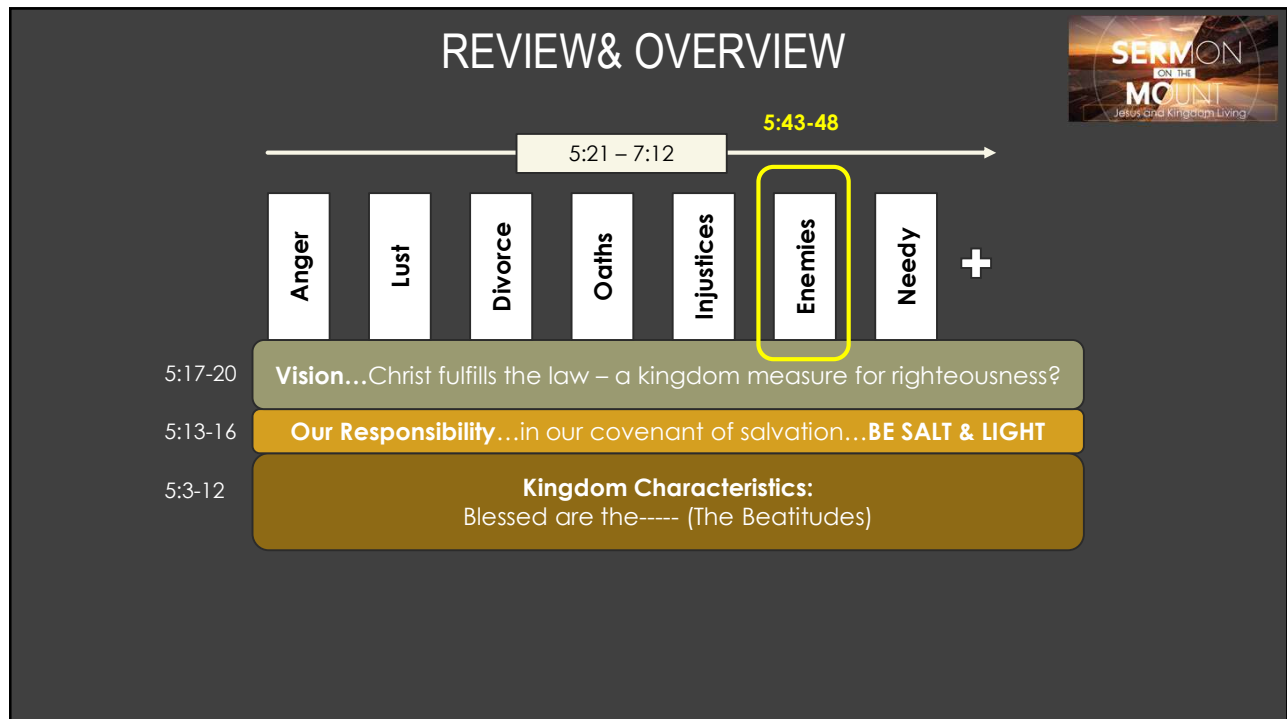 REVIEW& OVERVIEW
SERMON
ON THE
MOUNT
Jesus and Kingdom Living
5:43-48
5:21 – 7:12
Anger
Lust
Divorce
Oaths
Injustices
Enemies
Needy
+
5:17-20
Vision...Christ fulfills the law – a kingdom measure for righteousness?
5:13-16
Our Responsibility...in our covenant of salvation...BE SALT & LIGHT
5:3-12
Kingdom Characteristics:
Blessed are the----- (The Beatitudes)